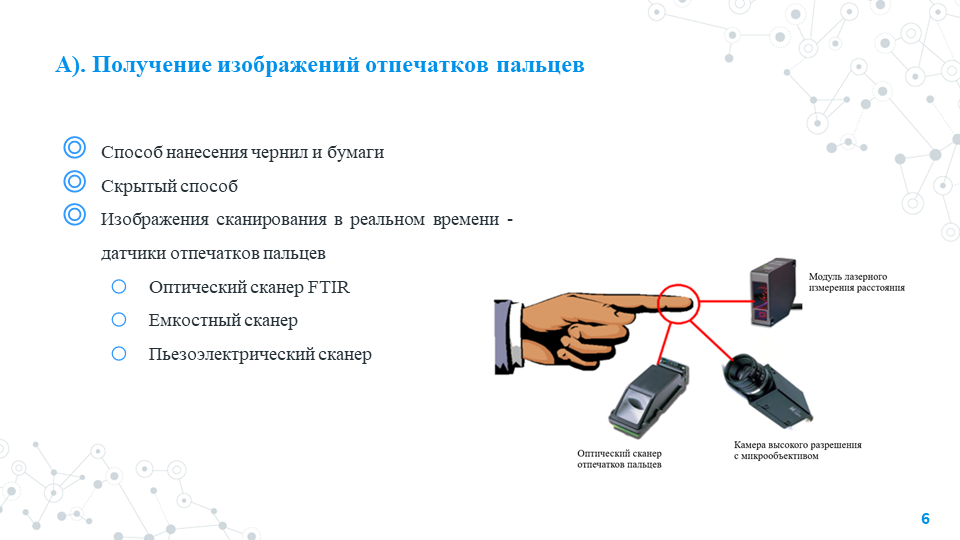 А). Получение изображений отпечатков пальцев
Способ нанесения чернил и бумаги
Скрытый способ
Изображения сканирования в реальном времени -
датчики отпечатков пальцев
Оптический сканер FTIR
Емкостный сканер
Пьезоэлектрический сканер
Модуль лазерного
измерения расстояния
Камера высокого разрешения
с микрообъективом
Оптический сканер
отпечатков пальцев
6